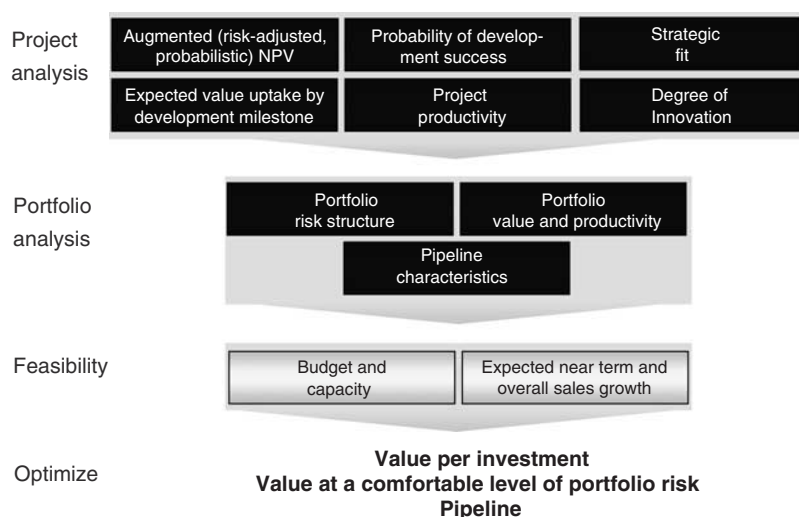 Project
analysis
Augmented (risk-adjusted,
probabilistic) NPV
Probability of develop-
ment success
Strategic
fit
Expected value uptake by
development milestone
Project
productivity
Degree of
Innovation
Portfolio
analysis
Portfolio
risk structure
Portfolio
value and productivity
Pipeline
characteristics
Feasibility
Budget and
capacity
Expected near term and
overall sales growth
Optimize
Value per investment
Value at a comfortable level of portfolio risk
Pipeline